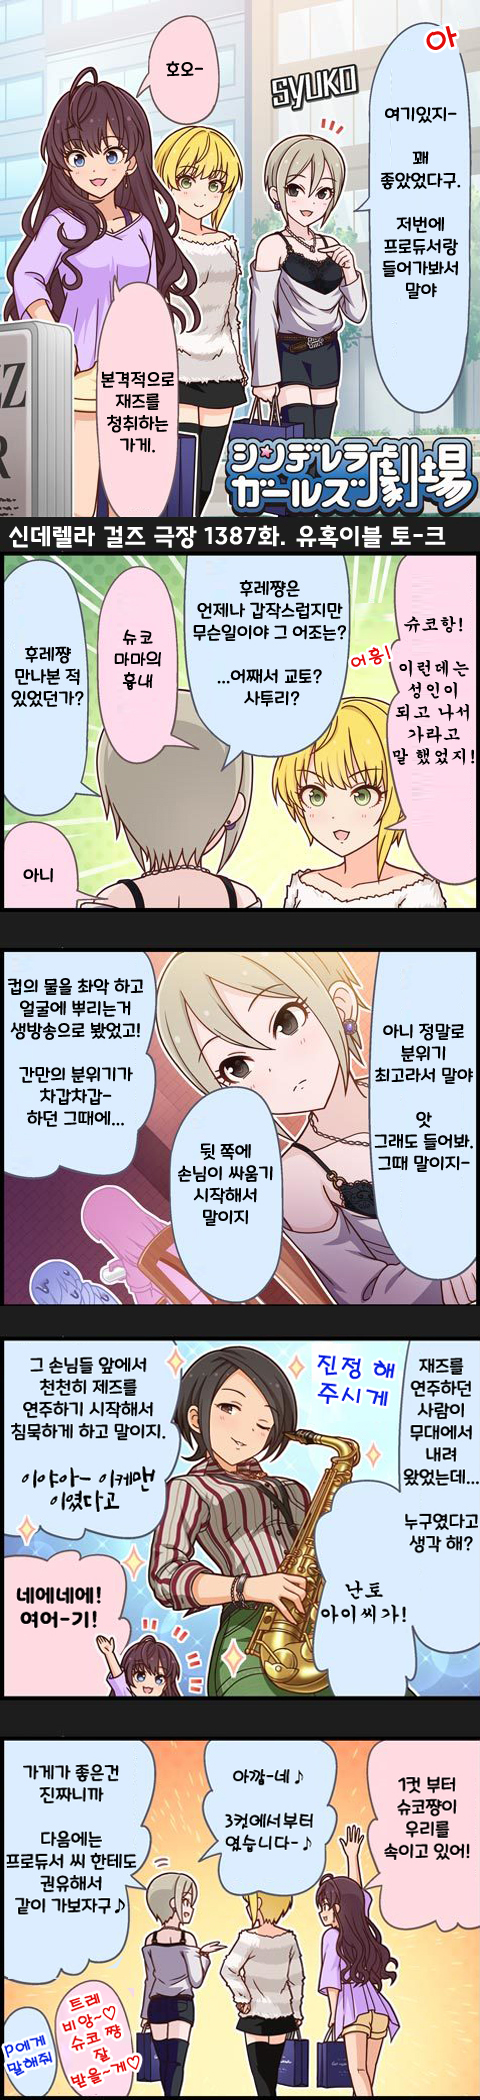 아
여기있지-
꽤
좋았었다구.
저번에
프로듀서랑
들어가봐서
말야
SYUKO
호오-
본격적으로
재즈를
청취하는
가게.
ZZ
R
シンデレラ
ガールズ劇場
신데렐라 걸즈 극장 1387화. 유혹이블 토-크
슈코항!
이런데는
성인이
되고 나서
가라고
말 했었지!
어흥!
후레쨩은
언제나 갑작스럽지만
무슨일이야 그 어조는?
...어째서 교토?
사투리?
슈코
마마의
흉내
후레쨩
만나본 적
있었던가?
아니
아니 정말로
분위기
최고라서 말야
앗
그래도 들어봐.
그때 말이지-
뒷 쪽에
손님이 싸움기
시작해서
말이지
컵의 물을 촤악 하고
얼굴에 뿌리는거
생방송으로 봤었고!
간만의 분위기가
차갑차갑-
하던 그때에...
재즈를
연주하던
사람이
무대에서
내려
왔었는데...
누구였다고
생각 해?
난토
아이씨가!
진정 해
주시게
그 손님들 앞에서
천천히 제즈를
연주하기 시작해서
침묵하게 하고 말이지.
이야아- 이케맨
이였다고
네에네에!
여어-기!
1컷 부터
슈코쨩이
우리를
속이고 있어!
아깝-네♪
3컷에서부터
였습니다-♪
가게가 좋은건
진짜니까
다음에는
프로듀서 씨 한테도
권유해서
같이 가보자구♪
트레
비앙~♡
슈코 쨩
잘
받을~게♡
P에게
말해줘